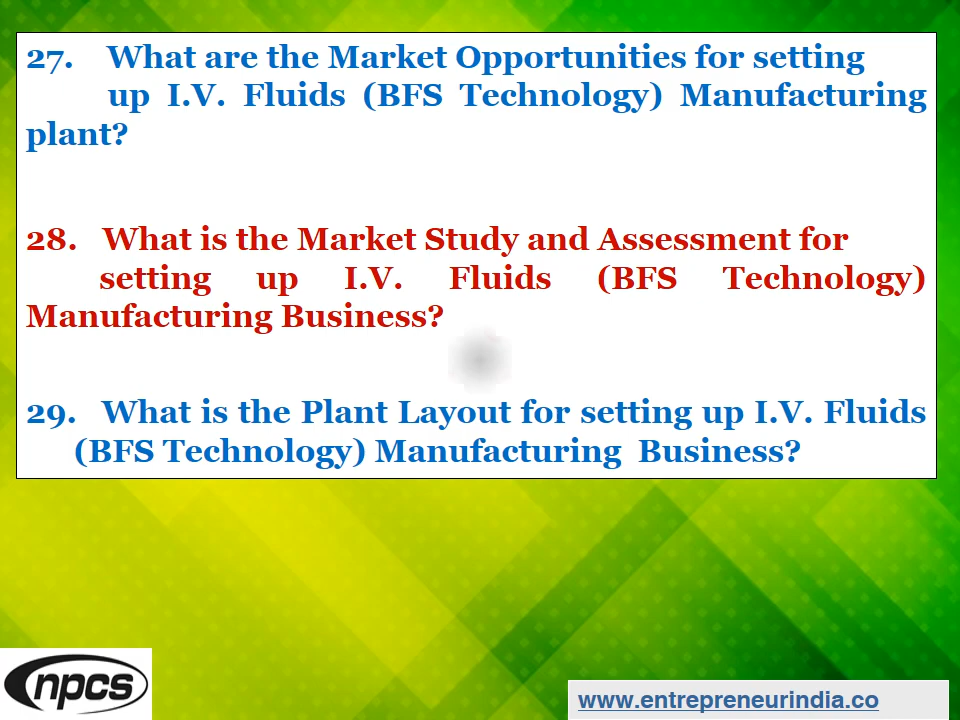 27. What are the Market Opportunities for setting
up I.V. Fluids (BFS Technology) Manufacturing
plant?
28. What is the Market Study and Assessment for
setting up I.V. Fluids (BFS Technology)
Manufacturing Business?
29. What is the Plant Layout for setting up I.V. Fluids
(BFS Technology) Manufacturing Business?
npcs
www.entrepreneurindia.co